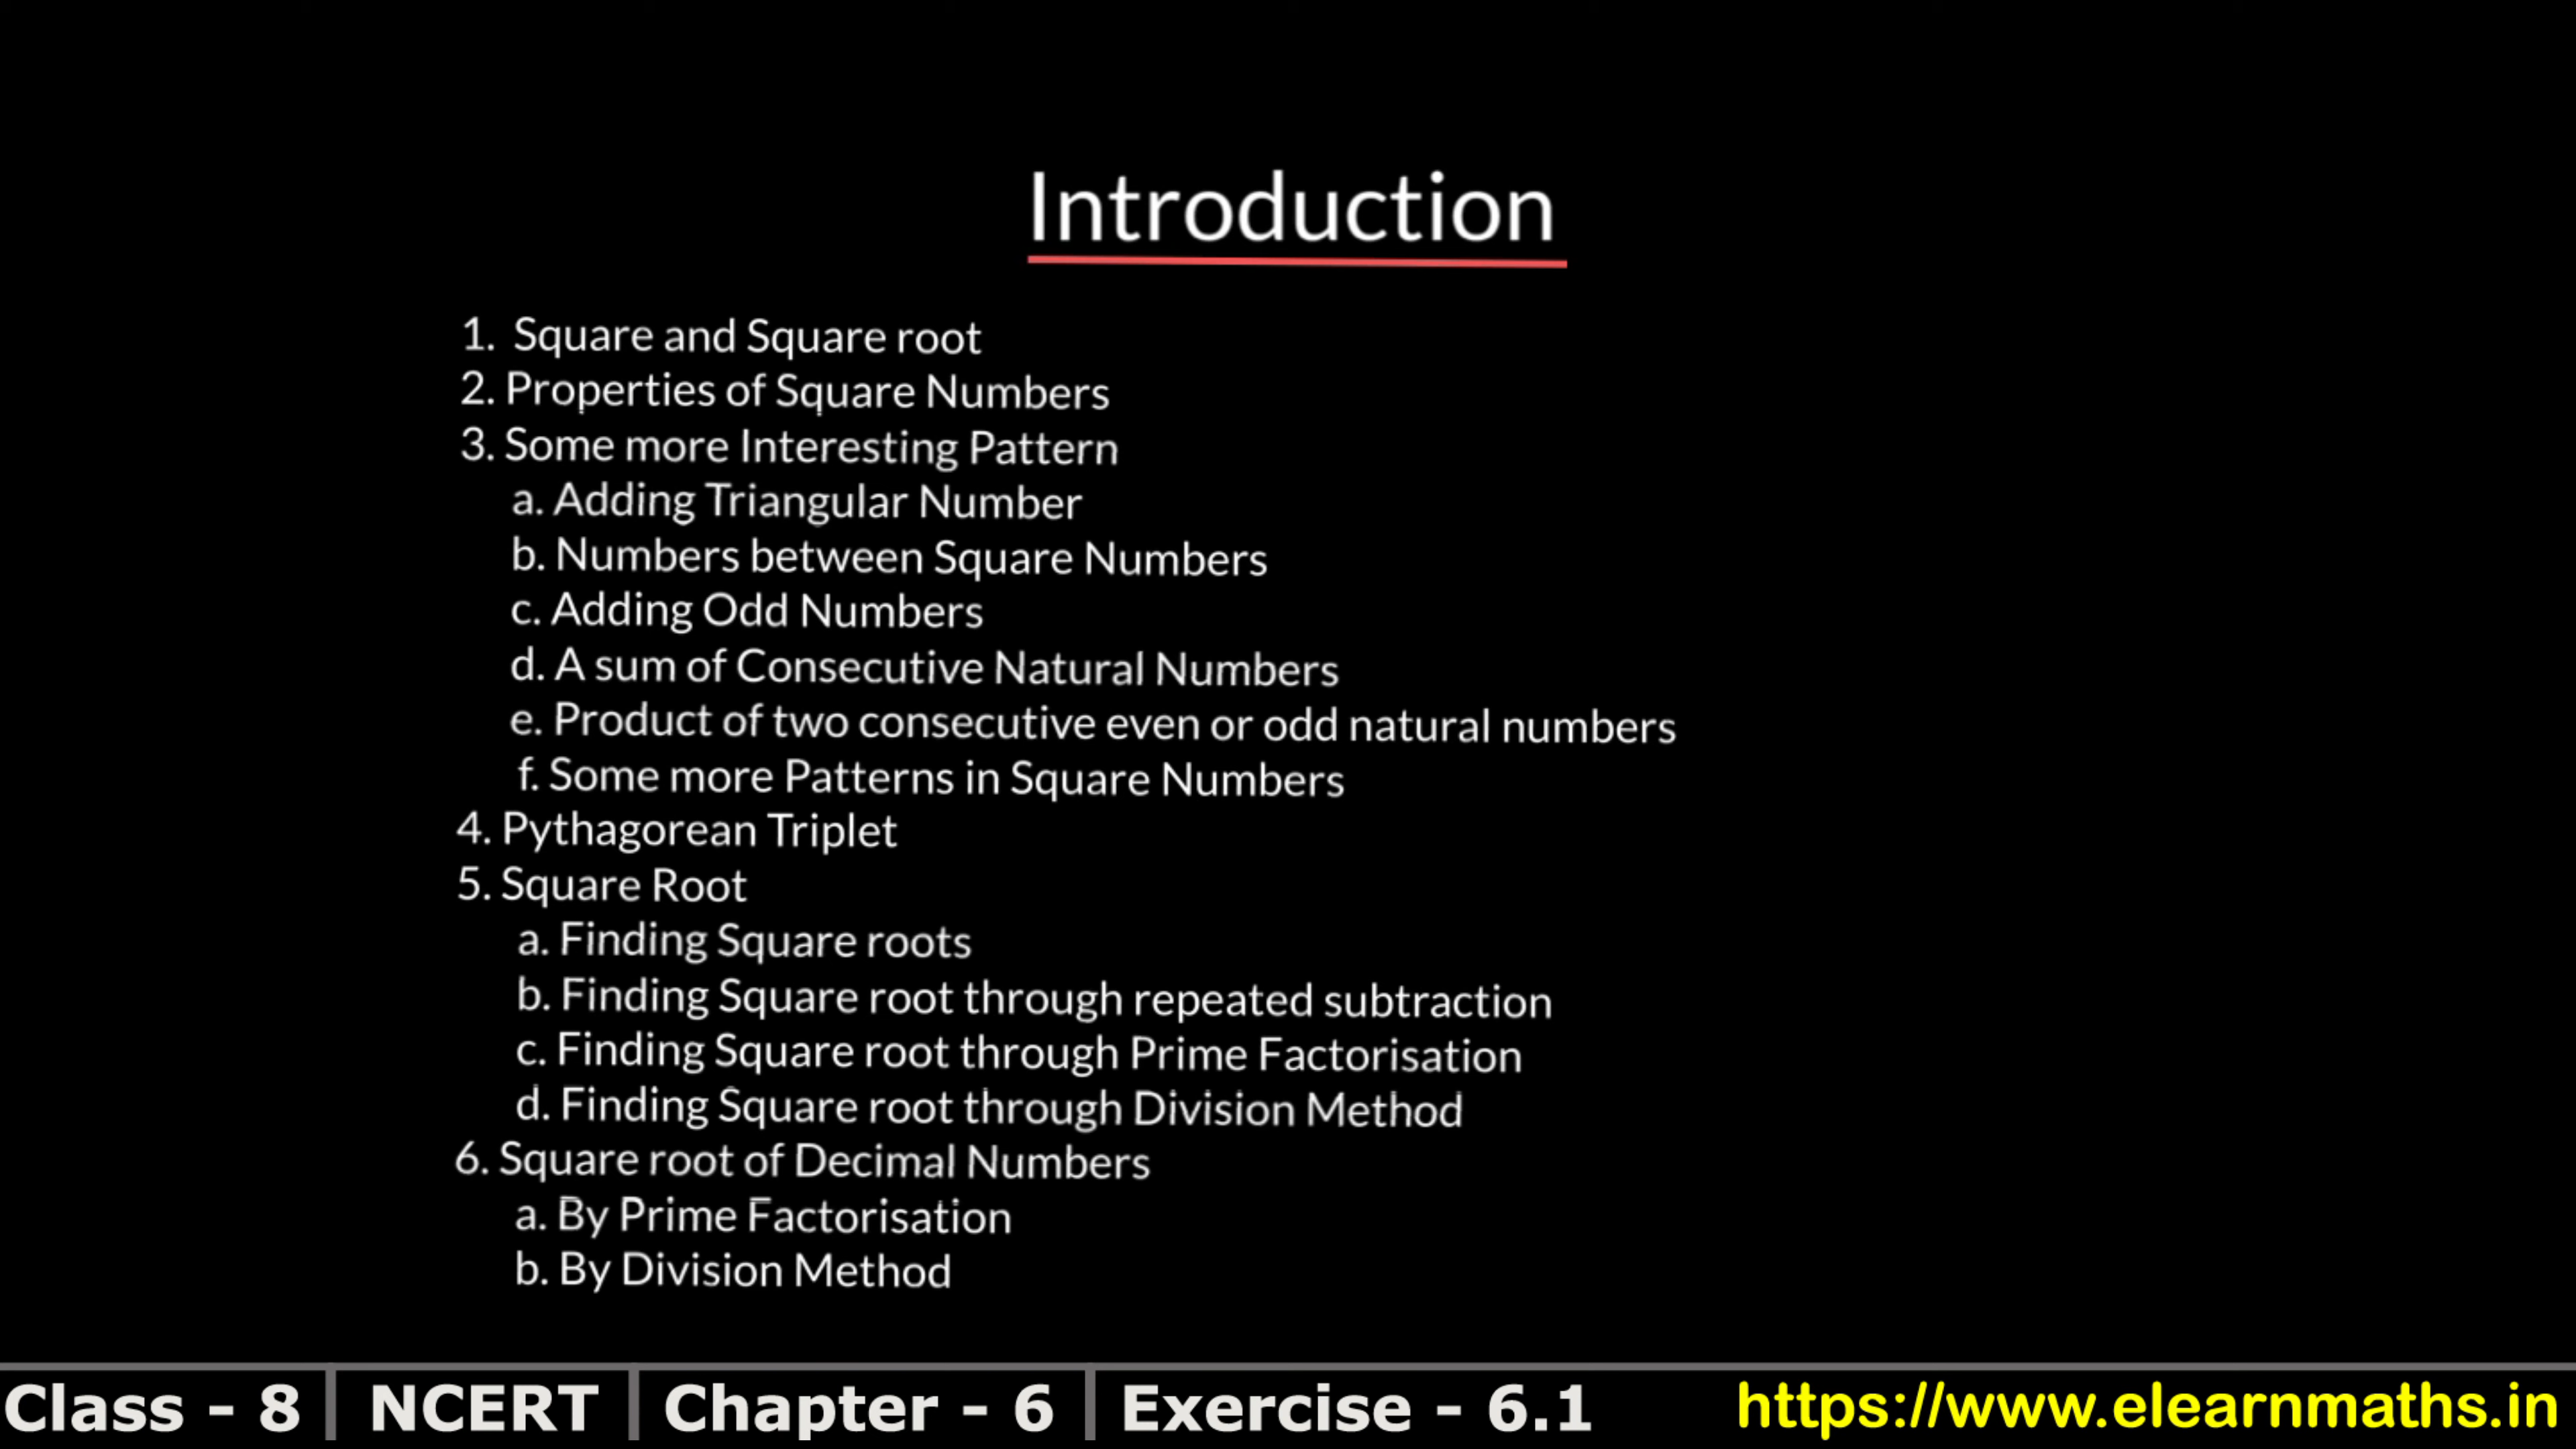 Introduction
1. Square and Square root
2. Properties of Square Numbers
3. Some more Interesting Pattern
a. Adding Triangular Number
b. Numbers between Square Numbers
c. Adding Odd Numbers
d. A sum of Consecutive Natural Numbers
e. Product of two consecutive even or odd natural numbers
f. Some more Patterns in Square Numbers
4. Pythagorean Triplet
5. Square Root
a. Finding Square roots
b. Finding Square root through repeated subtraction
c. Finding Square root through Prime Factorisation
d. Finding Square root through Division Method
6. Square root of Decimal Numbers
a. By Prime Factorisation
b. By Division Method
Class - 8 | NCERT | Chapter - 6 | Exercise - 6.1 https://www.elearnmaths.in